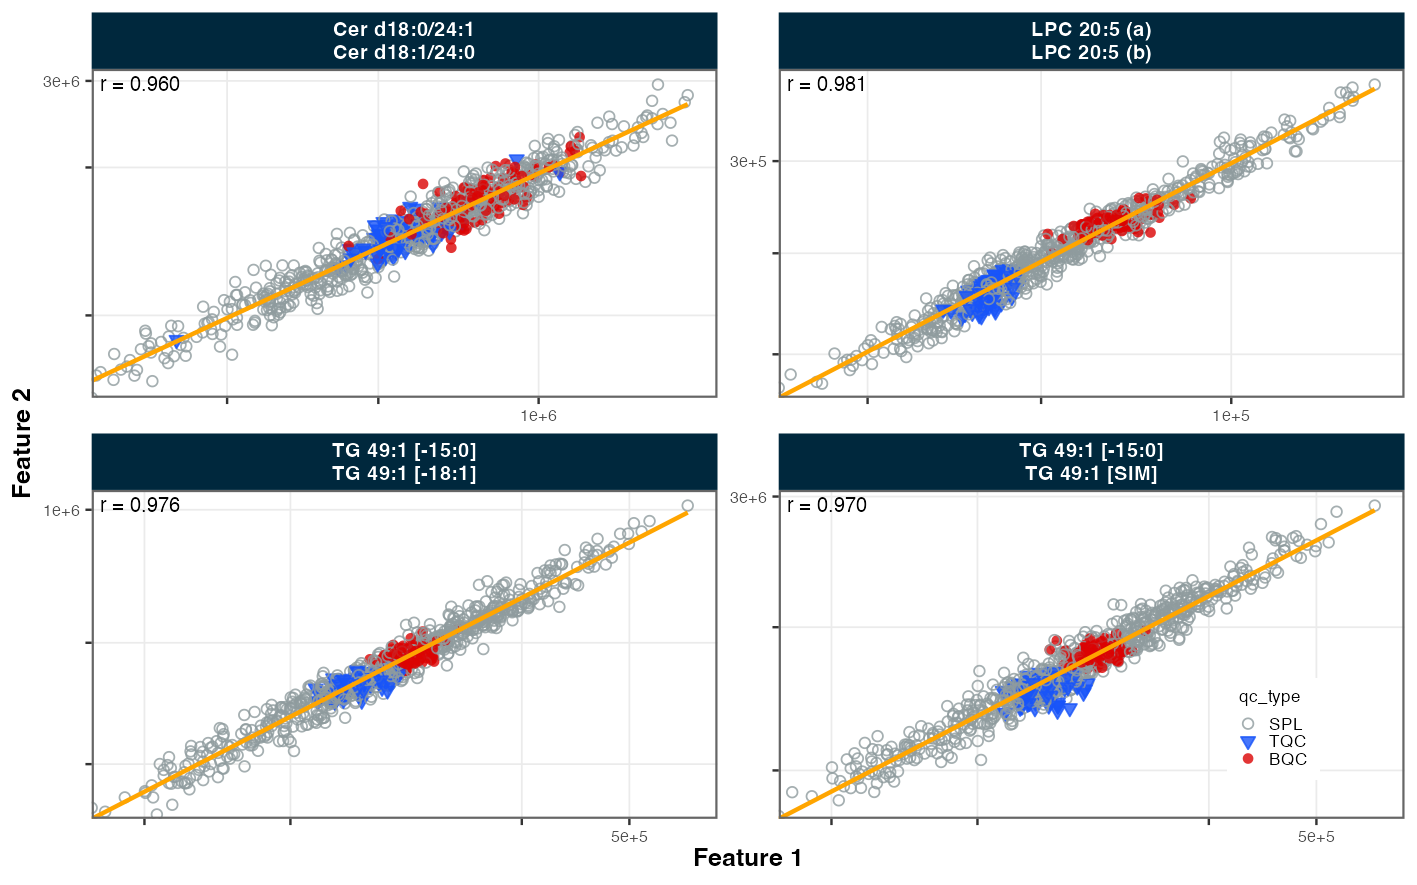 Cer d18:0/24:1
Cer d18:1/24:0
LPC 20:5 (a)
LPC 20:5 (b)
3e+6
r = 0.960
1e+6
3e+5
r = 0.981
1e+5
TG 49:1 [-15:0]
TG 49:1 [-18:1]
TG 49:1 [-15:0]
TG 49:1 [SIM]
1e+6
r = 0.976
5e+5
3e+6
r = 0.970
5e+5
qc_type
SPL
TQC
BQC
Feature 2
Feature 1